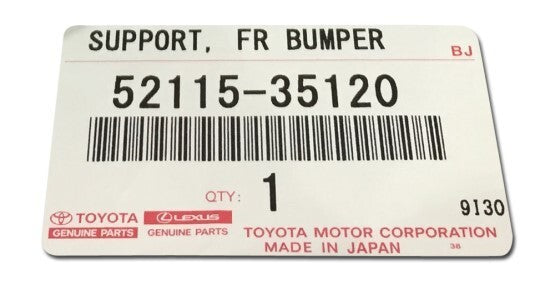 SUPPORT, FR BUMPER
BJ
52115-35120
QTY: 1
9130
TOYOTA
GENUINE PARTS
LEXUS
GENUINE PARTS
TOYOTA MOTOR CORPORATION
MADE IN JAPAN
38